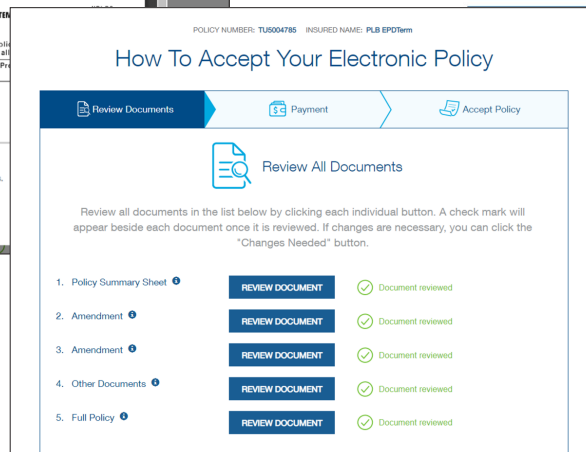 POLICY NUMBER: TU5004785 INSURED NAME: PLB EPDTerm
How To Accept Your Electronic Policy
Review Documents
Payment
Accept Policy
Review All Documents
Review all documents in the list below by clicking each individual button. A check mark will
appear beside each document once it is reviewed. If changes are necessary, you can click the
"Changes Needed" button.
1. Policy Summary Sheet REVIEW DOCUMENT Document reviewed
2. Amendment REVIEW DOCUMENT Document reviewed
3. Amendment REVIEW DOCUMENT Document reviewed
4. Other Documents REVIEW DOCUMENT Document reviewed
5. Full Policy REVIEW DOCUMENT Document reviewed